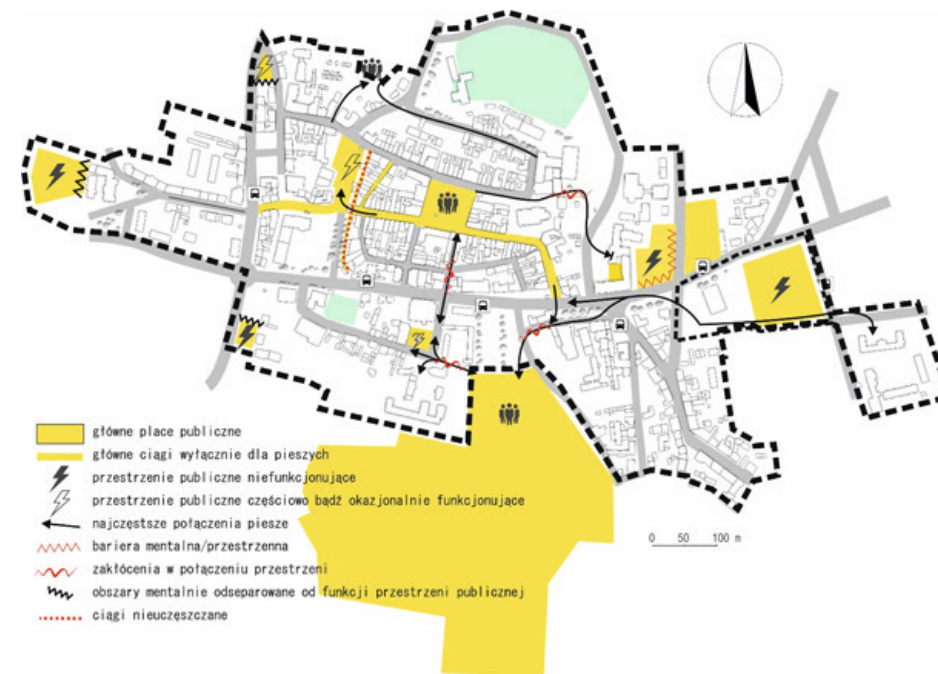 główne place publiczne
główne ciągi wyłącznie dla pieszych
przestrzenie publiczne niefunkcjonujące
przestrzenie publiczne częściowo bądź okazjonalnie funkcjonujące
najczęstsze połączenia piesze
bariera mentalna/przestrzenna
zakłócenia w połączeniu przestrzeni
obszary mentalnie odseparowane od funkcji przestrzeni publicznej
ciągi nieuczęszczane
0 50 100 m